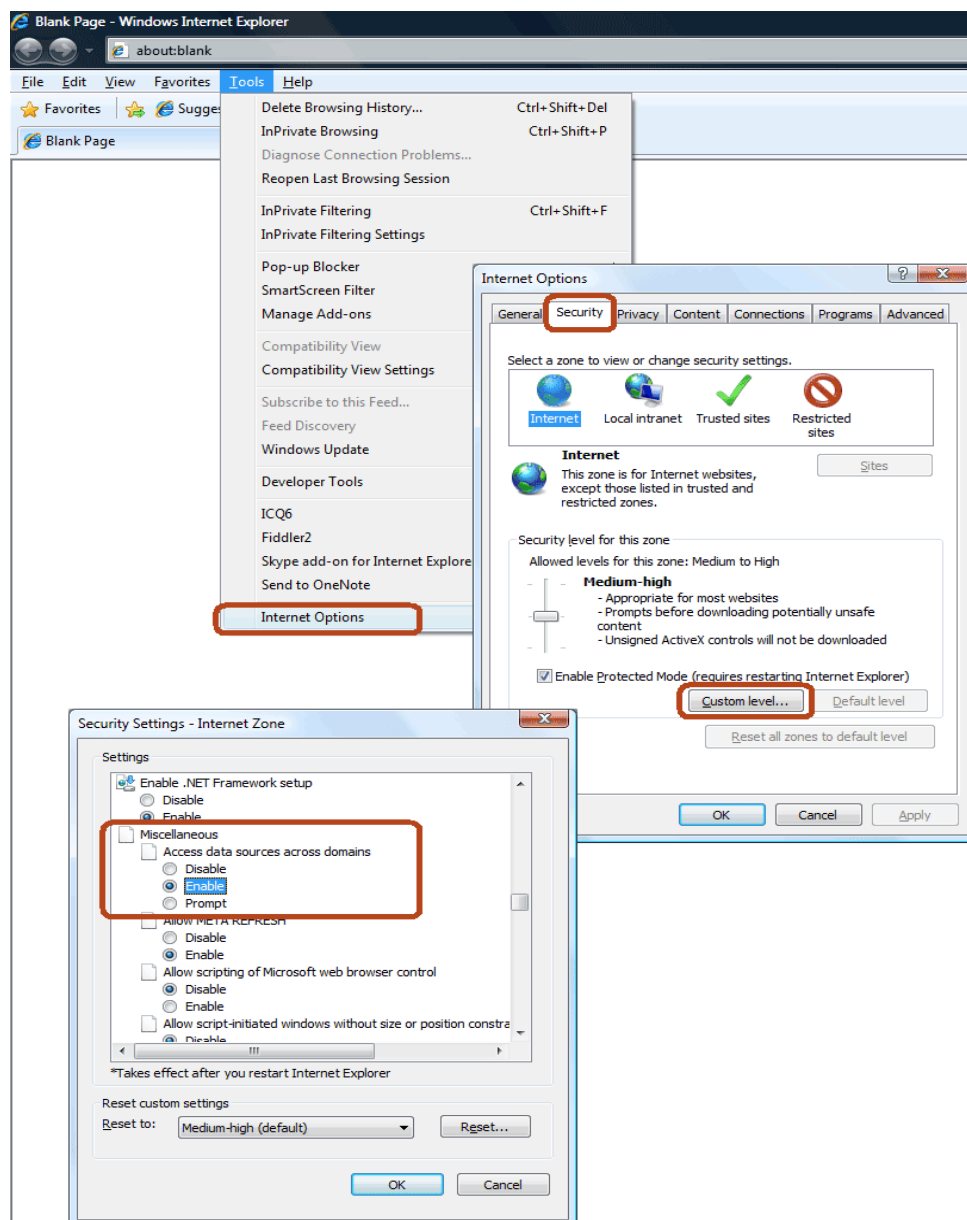 Blank Page - Windows Internet Explorer
about:blank
File Edit View Favorites Tools Help
Favorites Sugges
Blank Page
Delete Browsing History... Ctrl+Shift+Del
InPrivate Browsing Ctrl+Shift+P
Diagnose Connection Problems...
Reopen Last Browsing Session
InPrivate Filtering Ctrl+Shift+F
InPrivate Filtering Settings
Pop-up Blocker
SmartScreen Filter
Manage Add-ons
Compatibility View
Compatibility View Settings
Subscribe to this Feed...
Feed Discovery
Windows Update
Developer Tools
ICQ6
Fiddler2
Skype add-on for Internet Explore
Send to OneNote
Internet Options
Internet Options
General Security Privacy Content Connections Programs Advanced
Select a zone to view or change security settings.
Internet Local intranet Trusted sites Restricted
sites
Internet
Sites
This zone is for Internet websites,
except those listed in trusted and
restricted zones.
Security level for this zone
Allowed levels for this zone: Medium to High
Medium-high
- Appropriate for most websites
- Prompts before downloading potentially unsafe
content
- Unsigned ActiveX controls will not be downloaded
Enable Protected Mode (requires restarting Internet Explorer)
Custom level... Default level
Reset all zones to default level
OK Cancel Apply
Security Settings - Internet Zone
Settings
Enable .NET Framework setup
Disable
Enable
Miscellaneous
Access data sources across domains
Disable
Enable
Prompt
Allow META REFRESH
Disable
Enable
Allow scripting of Microsoft web browser control
Disable
Enable
Allow script-initiated windows without size or position constra
Disable
*Takes effect after you restart Internet Explorer
Reset custom settings
Reset to: Medium-high (default) Reset...
OK Cancel